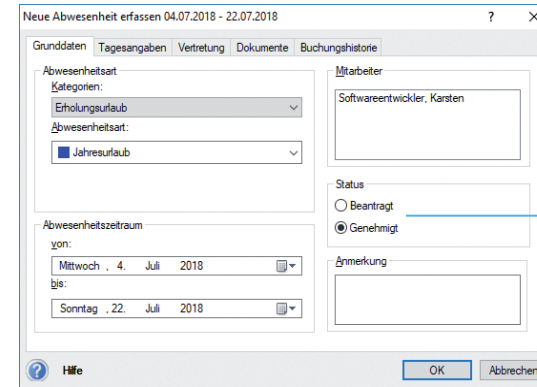 Neue Abwesenheit erfassen 04.07.2018 - 22.07.2018
Grunddaten Tagesangaben Vertretung Dokumente Buchungshistorie
Abwesenheitsart
Kategorien:
Erholungsurlaub
Abwesenheitsart:
Jahresurlaub
Abwesenheitszeitraum
von:
Mittwoch , 4. Juli 2018
bis:
Sonntag , 22. Juli 2018
Mitarbeiter
Softwareentwickler, Karsten
Status
Beantragt
Genehmigt
Anmerkung
? Hilfe
OK Abbrechen